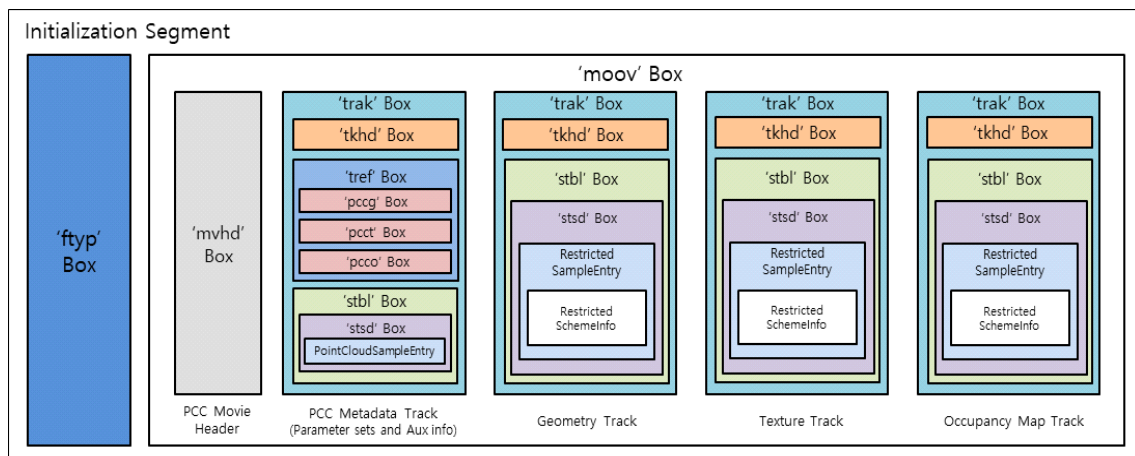 Initialization Segment
‘ftyp’
Box
‘moov’ Box
‘mvhd’
Box
PCC Movie
Header
‘trak’ Box
‘tkhd’ Box
‘tref’ Box
‘pccg’ Box
‘pcct’ Box
‘pcco’ Box
‘stbl’ Box
‘stsd’ Box
PointCloudSampleEntry
PCC Metadata Track
(Parameter sets and Aux info)
‘trak’ Box
‘tkhd’ Box
‘stbl’ Box
‘stsd’ Box
Restricted
SampleEntry
Restricted
SchemeInfo
Geometry Track
‘trak’ Box
‘tkhd’ Box
‘stbl’ Box
‘stsd’ Box
Restricted
SampleEntry
Restricted
SchemeInfo
Texture Track
‘trak’ Box
‘tkhd’ Box
‘stbl’ Box
‘stsd’ Box
Restricted
SampleEntry
Restricted
SchemeInfo
Occupancy Map Track